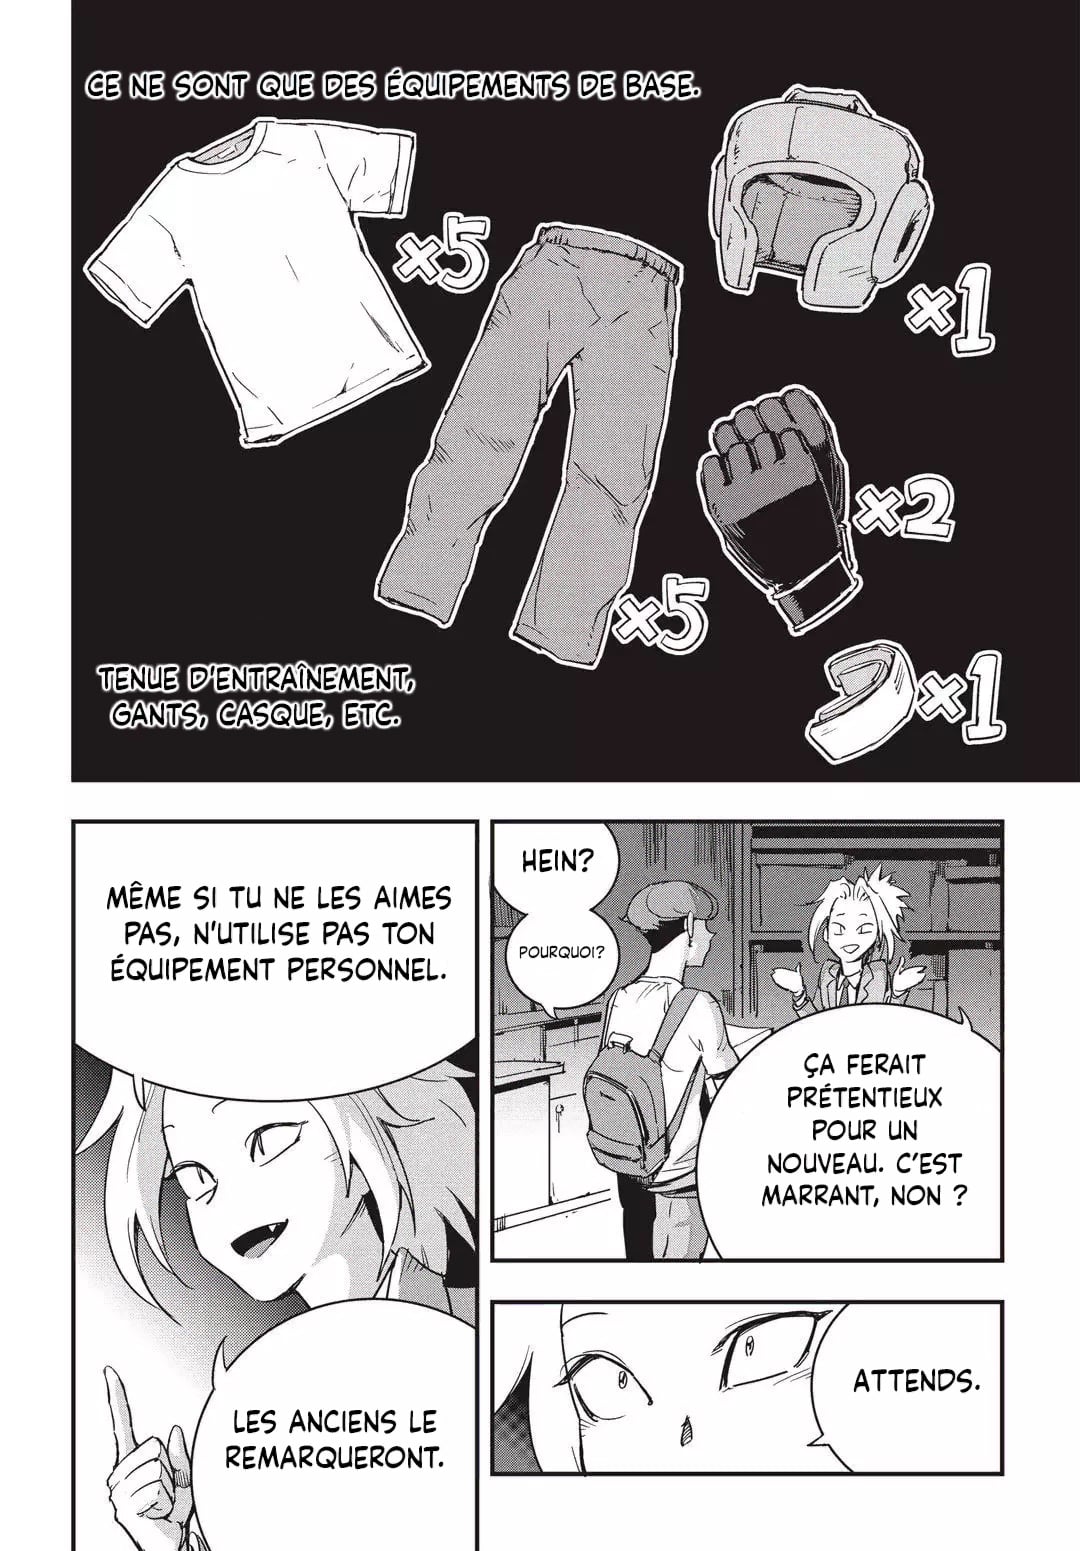 CE NE SONT QUE DES ÉQUIPEMENTS DE BASE.
×5
×1
×2
×5
×1
TENUE D'ENTRAÎNEMENT,
GANTS, CASQUE, ETC.
MÊME SI TU NE LES AIMES
PAS, N'UTILISE PAS TON
ÉQUIPEMENT PERSONNEL.
LES ANCIENS LE
REMARQUERONT.
HEIN?
POURQUOI?
ÇA FERAIT
PRÉTENTIEUX
POUR UN
NOUVEAU. C'EST
MARRANT, NON ?
ATTENDS.